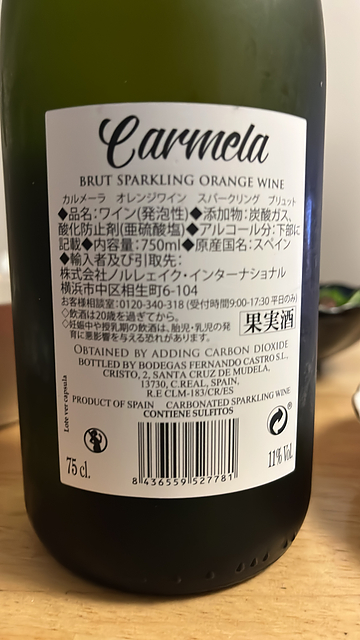 Carmela
BRUT SPARKLING ORANGE WINE
カルメーラ オレンジワイン スパークリング ブリュット
◆品名:ワイン(発泡性)◆添加物:炭酸ガス、
酸化防止剤(亜硫酸塩)◆アルコール分:下部に
記載◆内容量:750ml◆原産国名:スペイン
◆輸入者及び引取先:
株式会社ノルレェイク・インターナショナル
横浜市中区相生町6-104
お客様相談室:0120-340-318(受付時間9:00-17:30 平日のみ)
◇飲酒は20歳を過ぎてから。
◇妊娠中や授乳期の飲酒は、胎児・乳児の発
育に悪影響を与える恐れがあります。
果実酒
OBTAINED BY ADDING CARBON DIOXIDE
BOTTLED BY BODEGAS FERNANDO CASTRO S.L.,
CRISTO, 2, SANTA CRUZ DE MUDELA,
13730, C.REAL, SPAIN,
R.E CLM-183/CR/ES
PRODUCT OF SPAIN CARBONATED SPARKLING WINE
CONTIENE SULFITOS
Lote ver capsula
75 cl.
8 436559 527781
11% Vol.